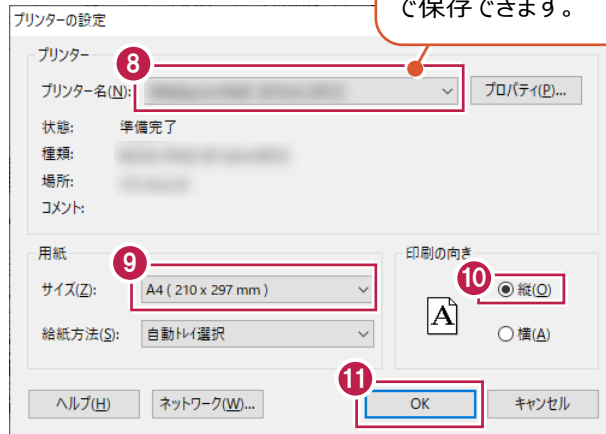 で保存できます。
プリンターの設定
プリンター
8
プリンター名(N):
プロパティ(P)...
状態: 準備完了
種類:
場所:
コメント:
用紙
9
サイズ(Z): A4 ( 210 x 297 mm )
給紙方法(S): 自動トレイ選択
印刷の向き
10
A
縦(O)
横(A)
11
ヘルプ(H) ネットワーク(W)... OK キャンセル